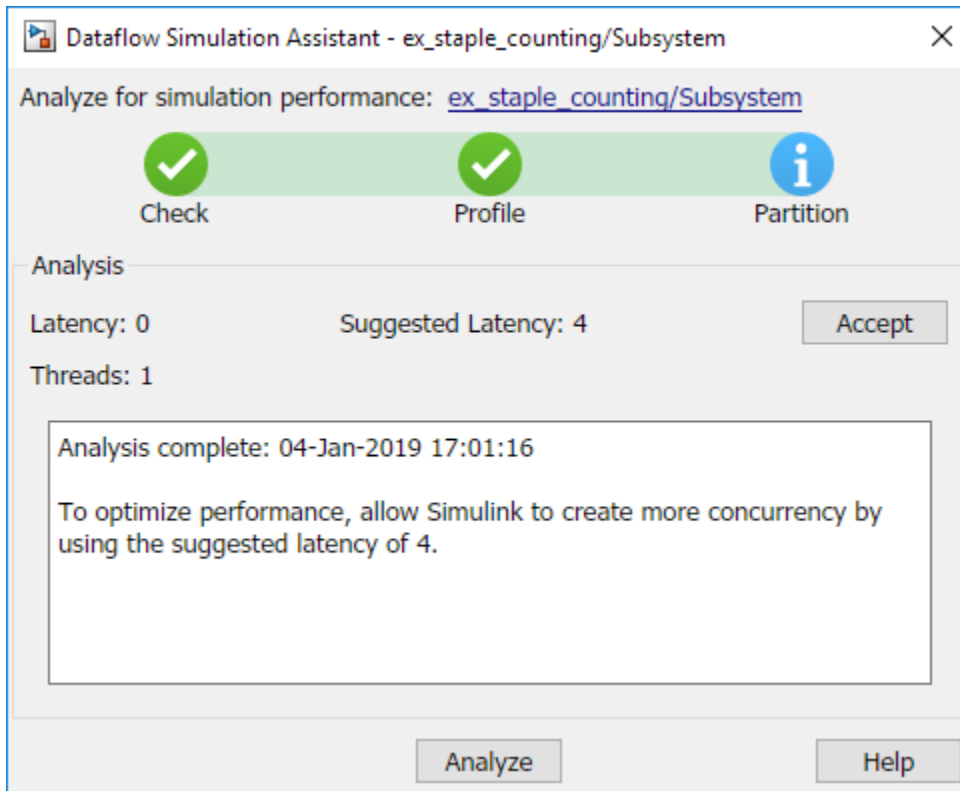 Dataflow Simulation Assistant - ex_staple_counting/Subsystem
Analyze for simulation performance: ex_staple_counting/Subsystem
Check Profile Partition
Analysis
Latency: 0 Suggested Latency: 4 Accept
Threads: 1
Analysis complete: 04-Jan-2019 17:01:16
To optimize performance, allow Simulink to create more concurrency by
using the suggested latency of 4.
Analyze Help